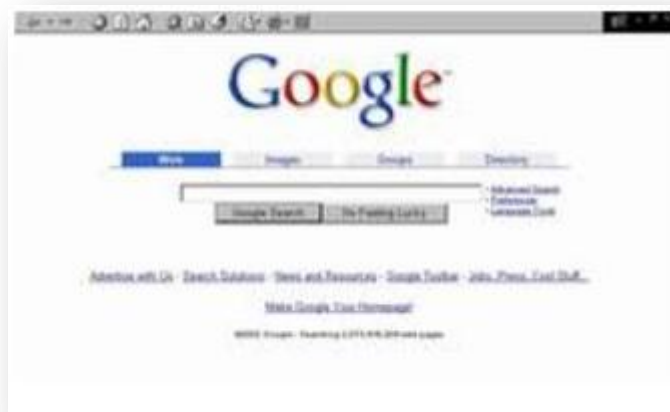 Google
Web Images Groups Directory
Advanced Search
Preferences
Language Tools
Google Search I'm Feeling Lucky
Advertise with Us - Search Solutions - News and Resources - Google Toolbar - Jobs, Press, Cool Stuff...
Make Google Your Homepage!